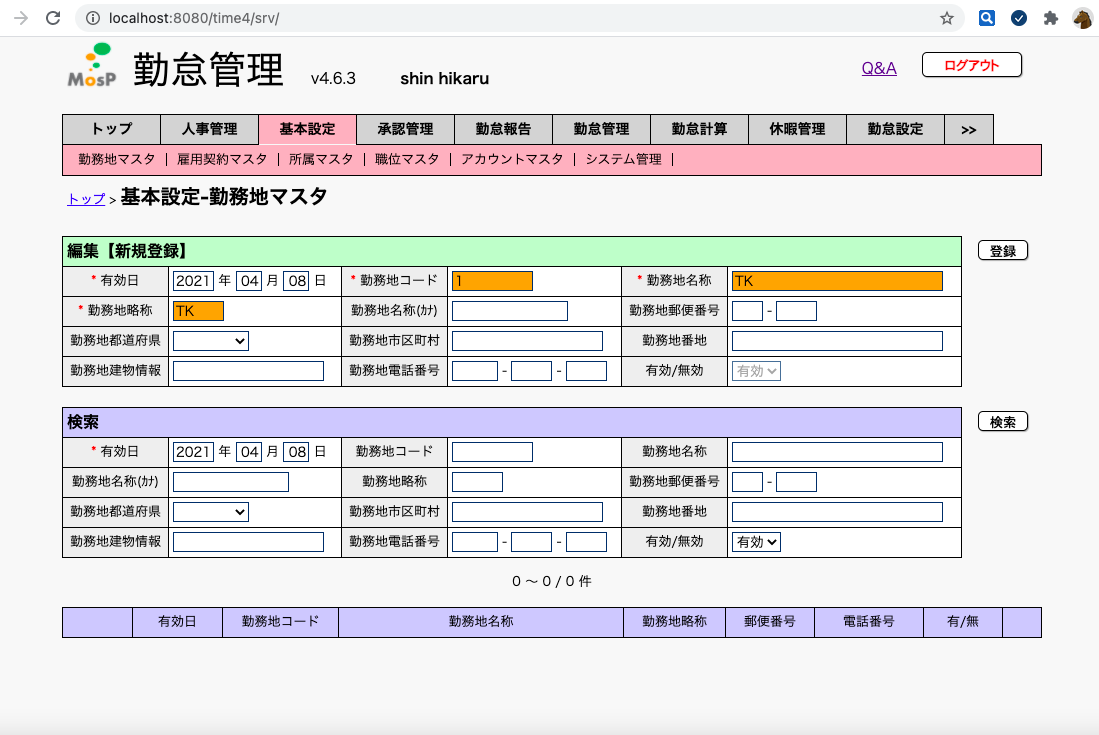 localhost:8080/time4/srv/
MosP 勤怠管理 v4.6.3 shin hikaru Q&A ログアウト
トップ 人事管理 基本設定 承認管理 勤怠報告 勤怠管理 勤怠計算 休暇管理 勤怠設定 >>
勤務地マスタ | 雇用契約マスタ | 所属マスタ | 職位マスタ | アカウントマスタ | システム管理 |
トップ > 基本設定-勤務地マスタ
編集【新規登録】 登録
* 有効日 2021 年 04 月 08 日 * 勤務地コード 1 * 勤務地名称 TK
* 勤務地略称 TK 勤務地名称(ｶﾅ) 勤務地郵便番号 -
勤務地都道府県 勤務地市区町村 勤務地番地
勤務地建物情報 勤務地電話番号 - - 有効/無効 有効
検索 検索
* 有効日 2021 年 04 月 08 日 勤務地コード 勤務地名称
勤務地名称(ｶﾅ) 勤務地略称 勤務地郵便番号 -
勤務地都道府県 勤務地市区町村 勤務地番地
勤務地建物情報 勤務地電話番号 - - 有効/無効 有効
0 ～ 0 / 0 件
有効日 勤務地コード 勤務地名称 勤務地略称 郵便番号 電話番号 有/無